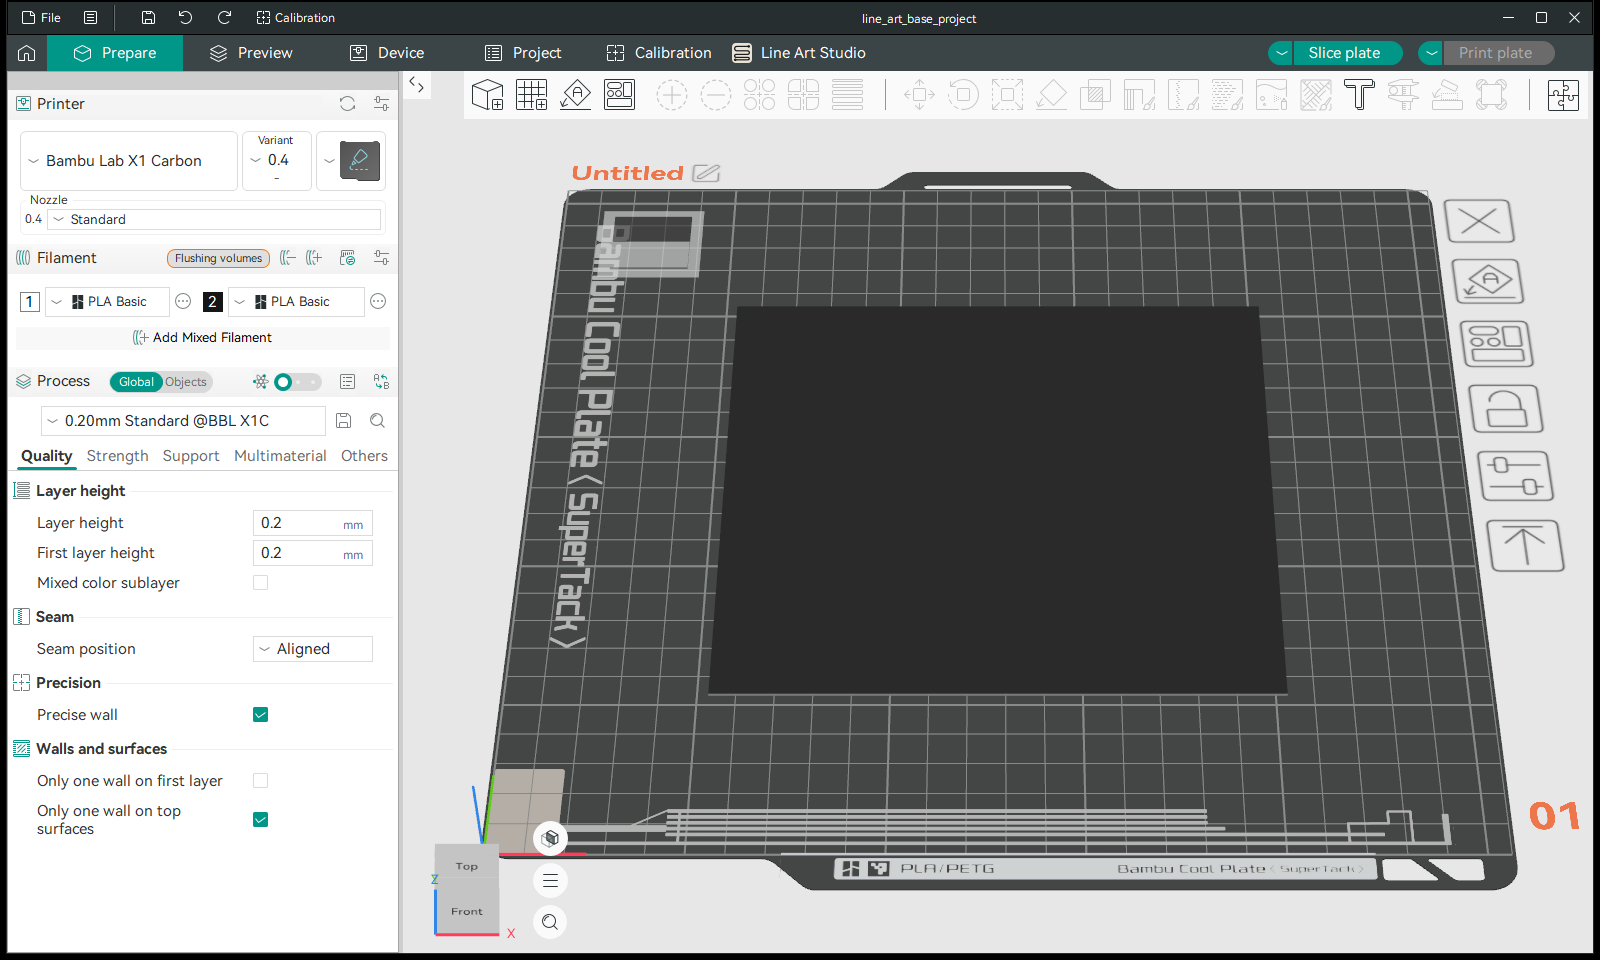 File
Calibration
line_art_base_project
Prepare
Preview
Device
Project
Calibration
Line Art Studio
Slice plate
Print plate
Printer
Bambu Lab X1 Carbon
Variant
0.4
-
Nozzle
0.4
Standard
Filament
Flushing volumes
1
PLA Basic
2
PLA Basic
Add Mixed Filament
Process
Global
Objects
0.20mm Standard @BBL X1C
Quality
Strength
Support
Multimaterial
Others
Layer height
Layer height
0.2
mm
First layer height
0.2
mm
Mixed color sublayer
Seam
Seam position
Aligned
Precision
Precise wall
Walls and surfaces
Only one wall on first layer
Only one wall on top
surfaces
Untitled
Bambu Cool Plate <SuperTack>
01
PLA/PETG
Bambu Cool Plate <SuperTack>
Top
Front
Z
X